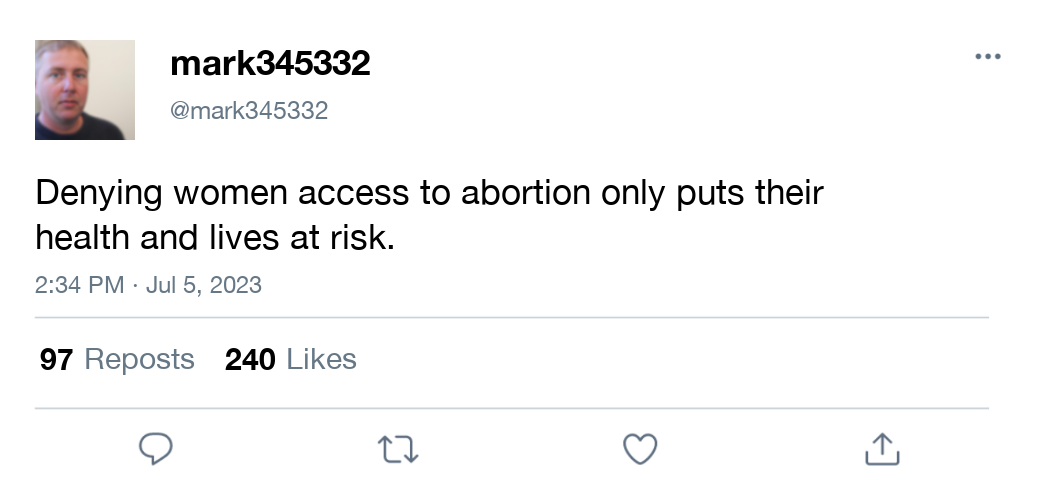 mark345332
@mark345332
Denying women access to abortion only puts their
health and lives at risk.
2:34 PM · Jul 5, 2023
97 Reposts 240 Likes